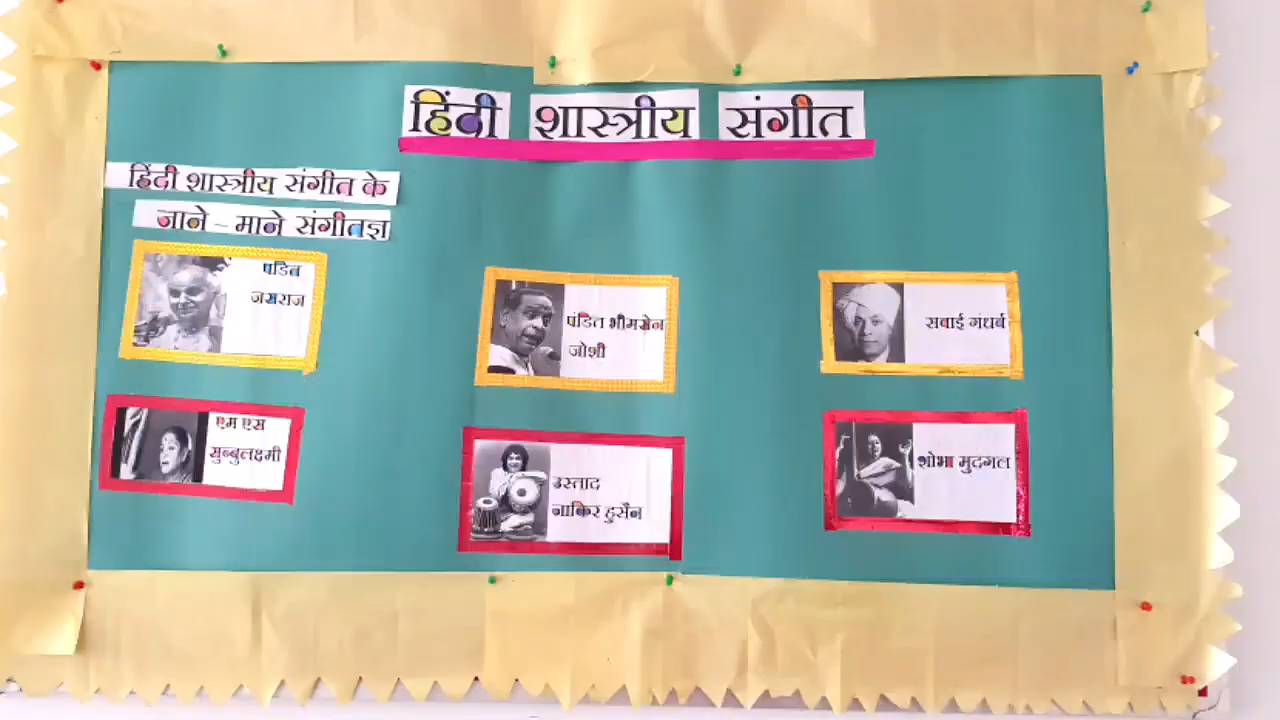 हिंदी शास्त्रीय संगीत
हिंदी शास्त्रीय संगीत के
जाने – माने संगीतज्ञ
पंडित
जसराज
पंडित भीमसेन
जोशी
सवाई गंधर्व
एम एस
सुब्बुलक्ष्मी
उस्ताद
जाकिर हुसैन
शोभा मुदगल